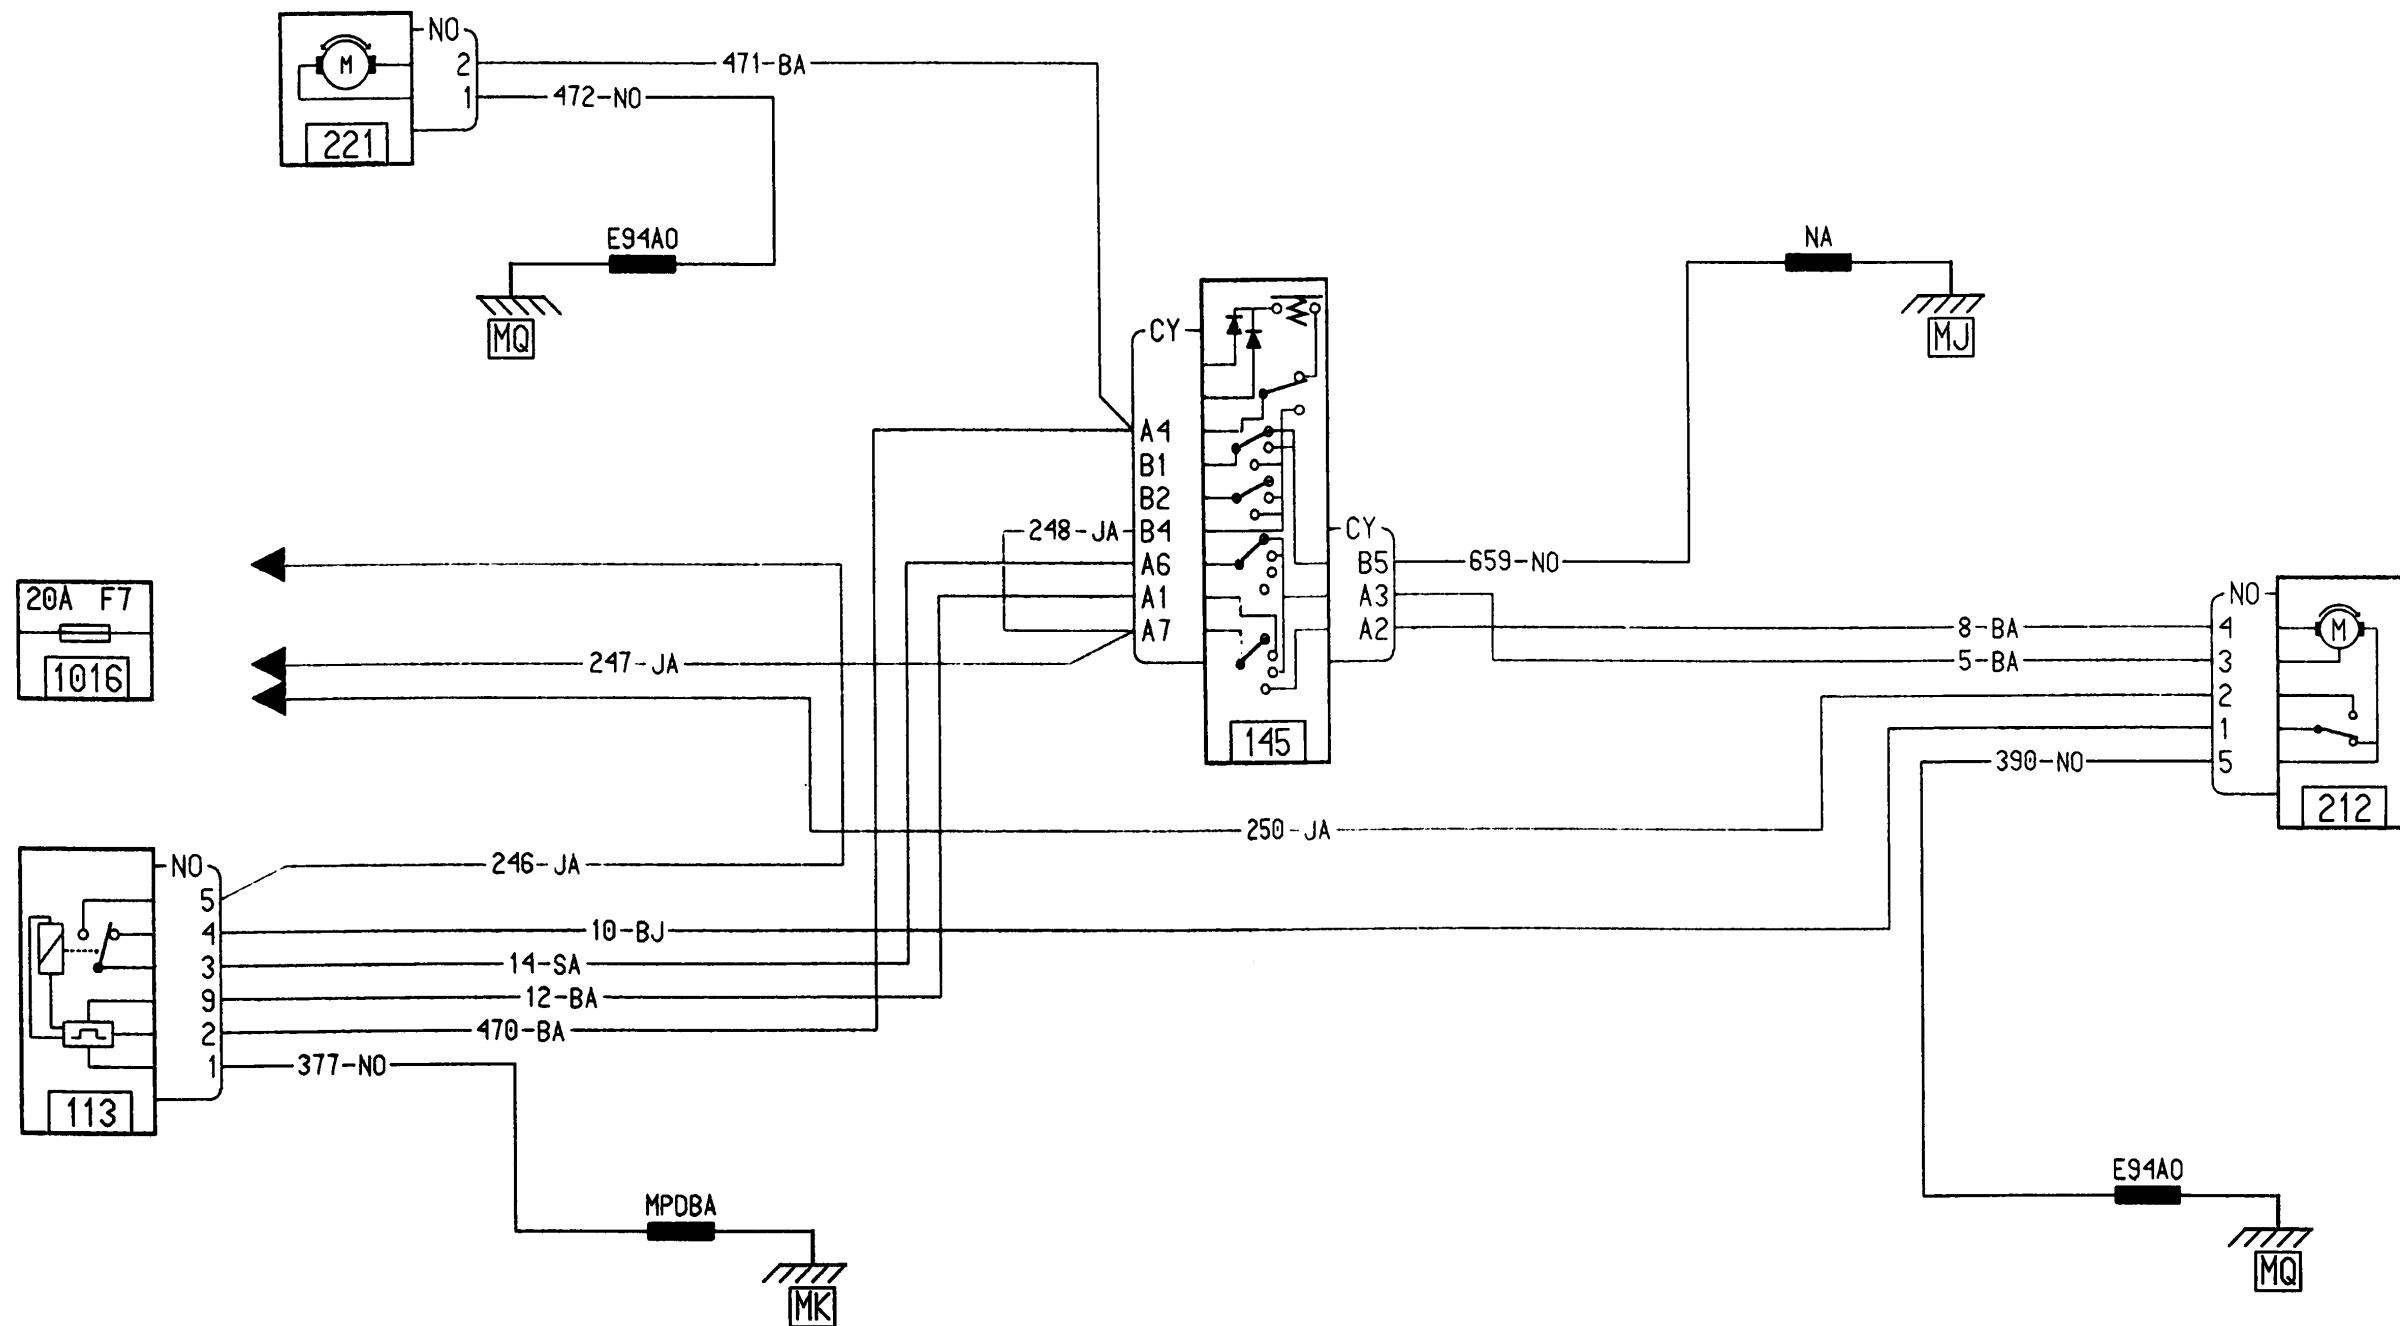 NO
2
1
M
221
471-BA
472-NO
E94A0
MQ
NA
MJ
CY
A4
B1
B2
B4
A6
A1
A7
248-JA
145
CY
B5
A3
A2
659-NO
20A F7
1016
247-JA
8-BA
5-BA
NO
4
3
2
1
5
M
390-NO
212
250-JA
246-JA
NO
5
4
3
9
2
1
10-BJ
14-SA
12-BA
470-BA
377-NO
113
MPDBA
MK
E94A0
MQ